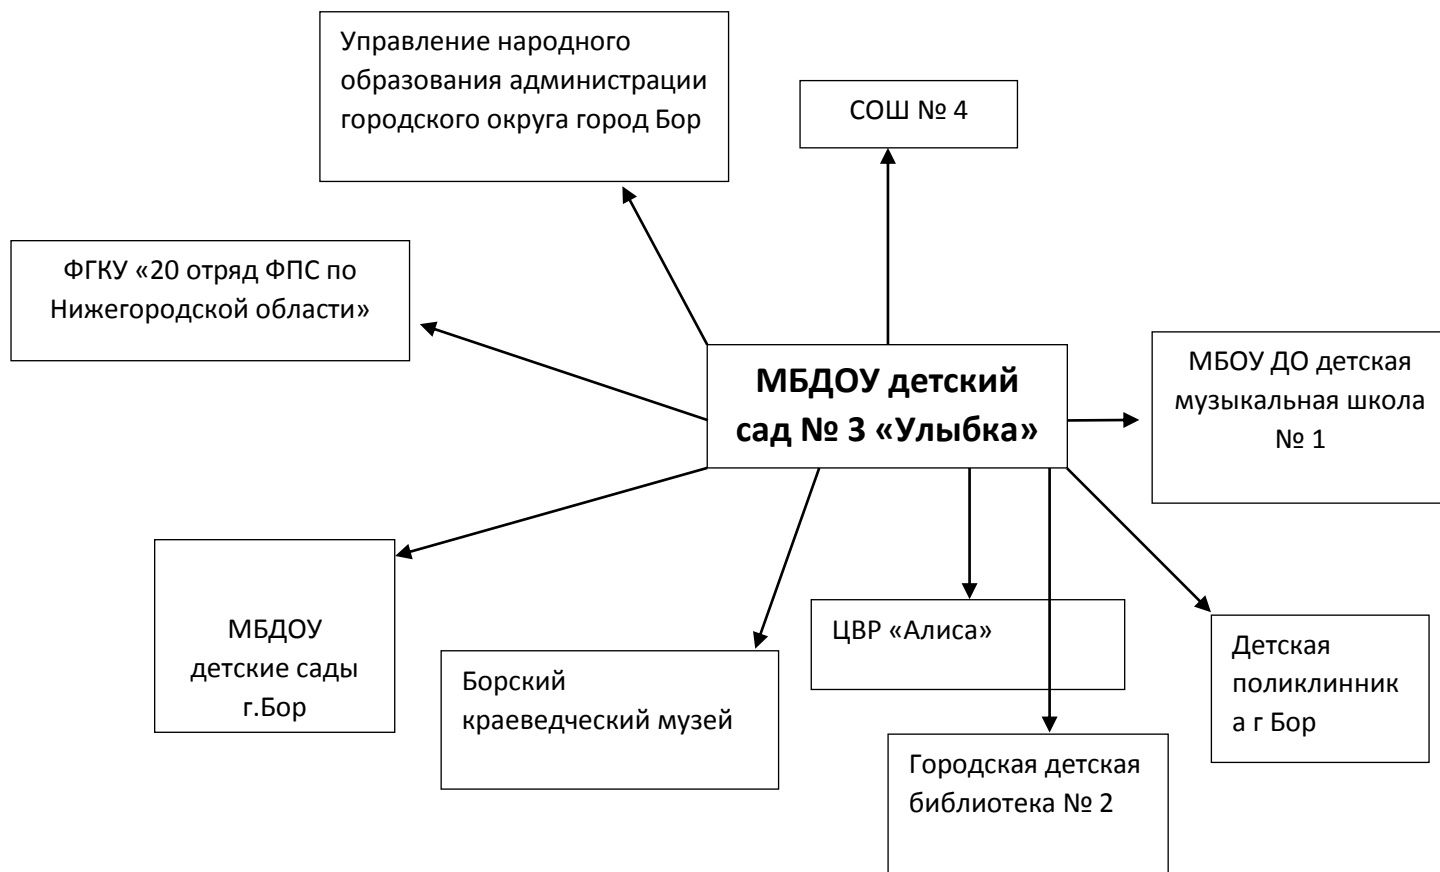 Управление народного
образования администрации
городского округа город Бор
СОШ № 4
ФГКУ «20 отряд ФПС по
Нижегородской области»
МБДОУ детский
сад № 3 «Улыбка»
МБОУ ДО детская
музыкальная школа
№ 1
МБДОУ
детские сады
г.Бор
Борский
краеведческий музей
ЦВР «Алиса»
Городская детская
библиотека № 2
Детская
поликлинник
а г Бор